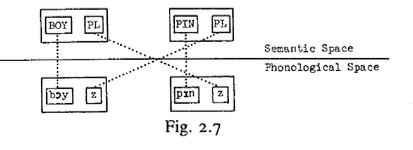 BOY PL PIN PL
Semantic Space
Phonological Space
bɔy z pɪn z
Fig. 2.7